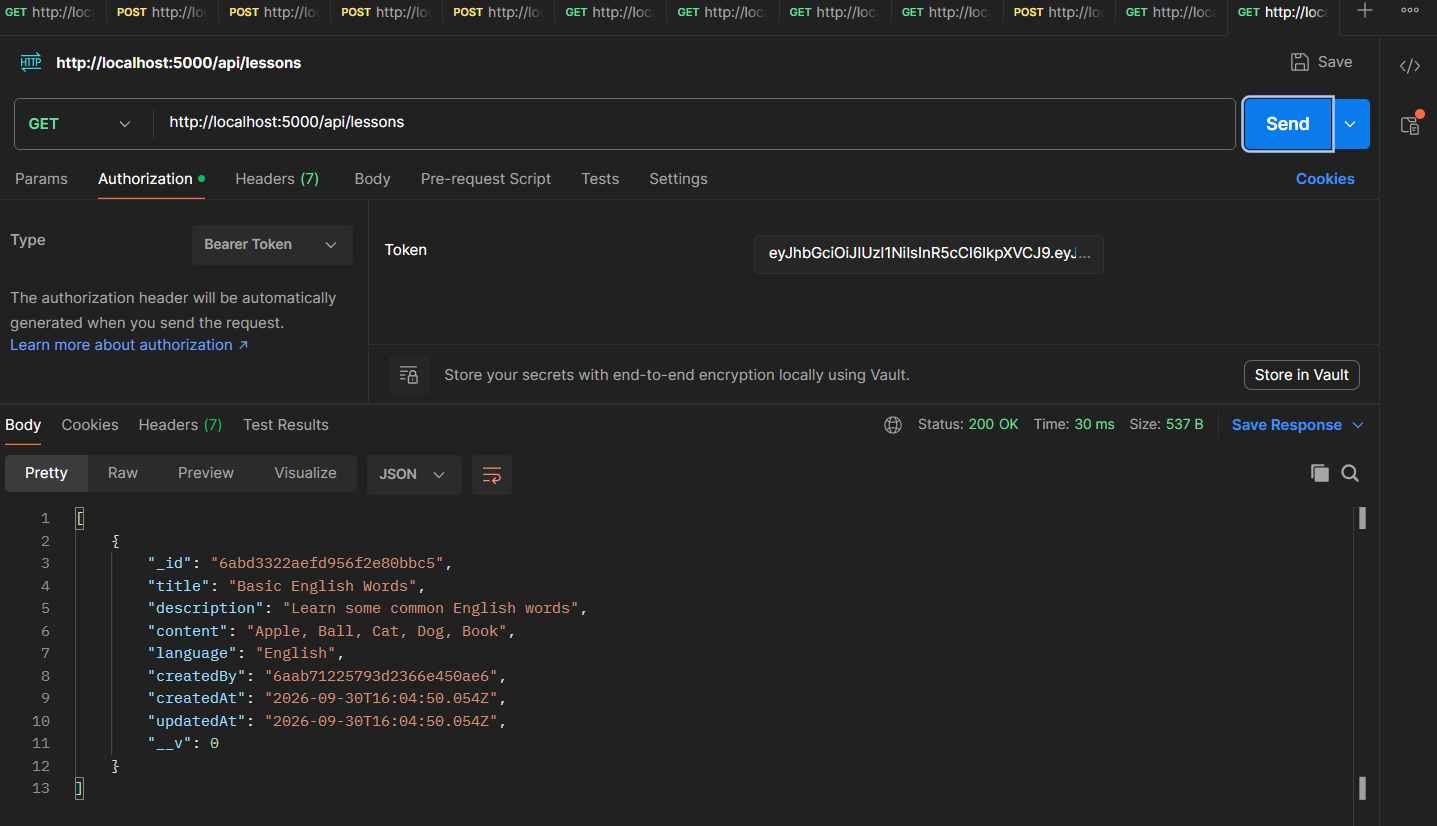 GET http://loc POST http://lo POST http://lo POST http://lo POST http://lo GET http://loc GET http://loc GET http://loc GET http://loc POST http://lo GET http://loc GET http://loc
HTTP http://localhost:5000/api/lessons Save
GET http://localhost:5000/api/lessons Send
Params Authorization Headers (7) Body Pre-request Script Tests Settings Cookies
Type Bearer Token Token eyJhbGciOiJIUzI1NiIsInR5cCI6IkpXVCJ9.eyJ...
The authorization header will be automatically
generated when you send the request.
Learn more about authorization ↗
Store your secrets with end-to-end encryption locally using Vault. Store in Vault
Body Cookies Headers (7) Test Results Status: 200 OK Time: 30 ms Size: 537 B Save Response
Pretty Raw Preview Visualize JSON
1 [
2 {
3 "_id": "6abd3322aefd956f2e80bbc5",
4 "title": "Basic English Words",
5 "description": "Learn some common English words",
6 "content": "Apple, Ball, Cat, Dog, Book",
7 "language": "English",
8 "createdBy": "6aab71225793d2366e450ae6",
9 "createdAt": "2026-09-30T16:04:50.054Z",
10 "updatedAt": "2026-09-30T16:04:50.054Z",
11 "__v": 0
12 }
13 ]